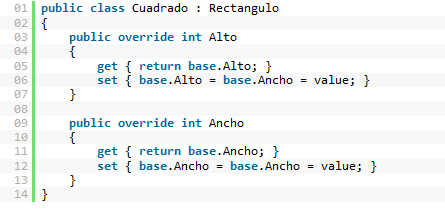 01 public class Cuadrado : Rectangulo
02 {
03     public override int Alto
04     {
05         get { return base.Alto; }
06         set { base.Alto = base.Ancho = value; }
07     }
08
09     public override int Ancho
10     {
11         get { return base.Ancho; }
12         set { base.Ancho = base.Ancho = value; }
13     }
14 }